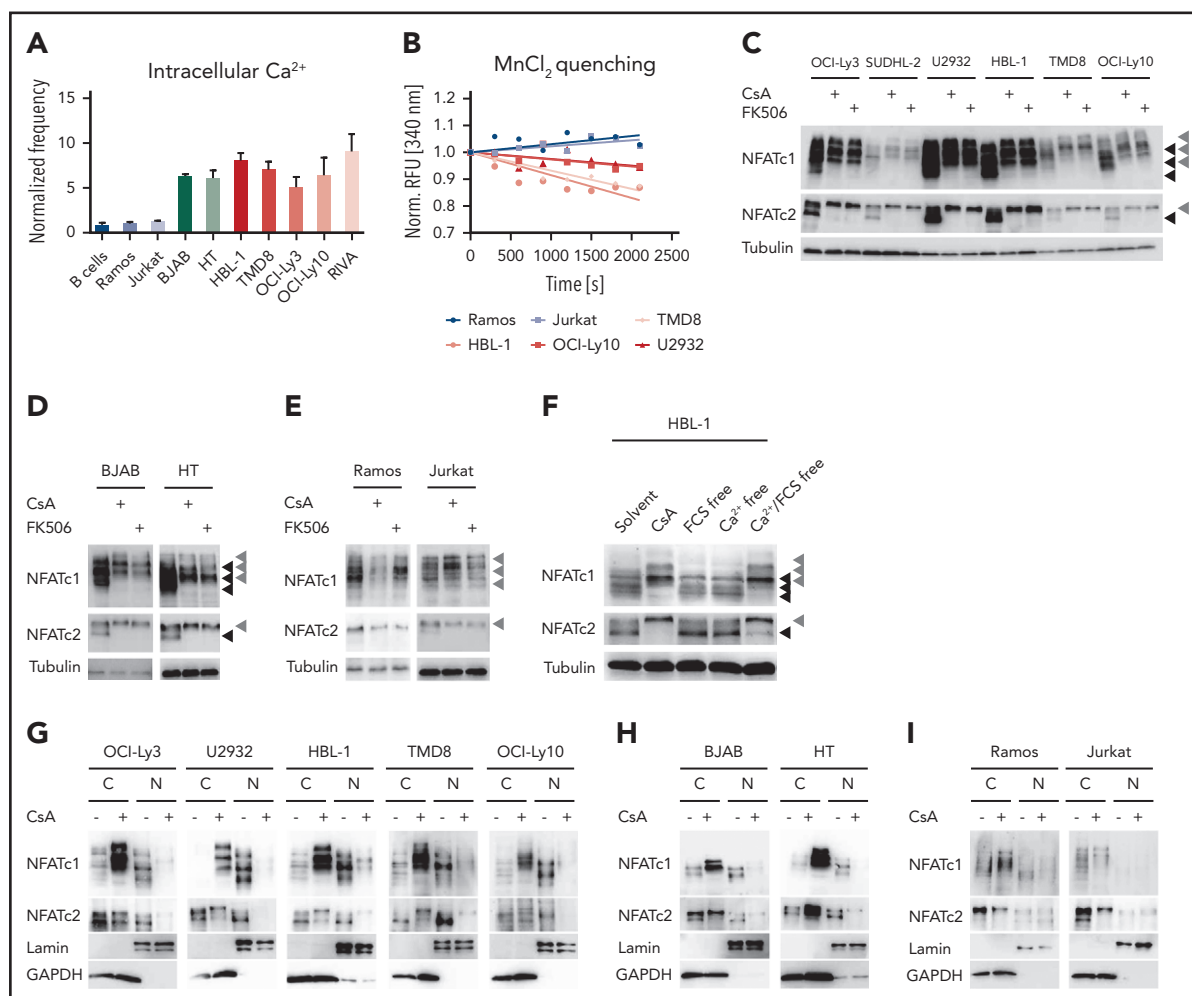 A
Intracellular Ca2+
Normalized frequency
15
10
5
0
B cells
Ramos
Jurkat
BJAB
HT
HBL-1
TMD8
OCI-Ly3
OCI-Ly10
RIVA
B
MnCl2 quenching
Norm. RFU [340 nm]
1.2
1.1
1.0
0.9
0.8
0.7
0 500 1000 1500 2000 2500
Time [s]
Ramos Jurkat TMD8
HBL-1 OCI-Ly10 U2932
C
OCI-Ly3 SUDHL-2 U2932 HBL-1 TMD8 OCI-Ly10
CsA + + + + + +
FK506 + + + + + +
NFATc1
NFATc2
Tubulin
D
BJAB HT
CsA + +
FK506 + +
NFATc1
NFATc2
Tubulin
E
Ramos Jurkat
CsA + +
FK506 + +
NFATc1
NFATc2
Tubulin
F
HBL-1
Solvent
CsA
FCS free
Ca2+ free
Ca2+/FCS free
NFATc1
NFATc2
Tubulin
G
OCI-Ly3 U2932 HBL-1 TMD8 OCI-Ly10
C N C N C N C N C N
CsA - + - + - + - + - + - + - + - + - + - +
NFATc1
NFATc2
Lamin
GAPDH
H
BJAB HT
C N C N
CsA - + - + - + - +
NFATc1
NFATc2
Lamin
GAPDH
I
Ramos Jurkat
C N C N
CsA - + - + - + - +
NFATc1
NFATc2
Lamin
GAPDH